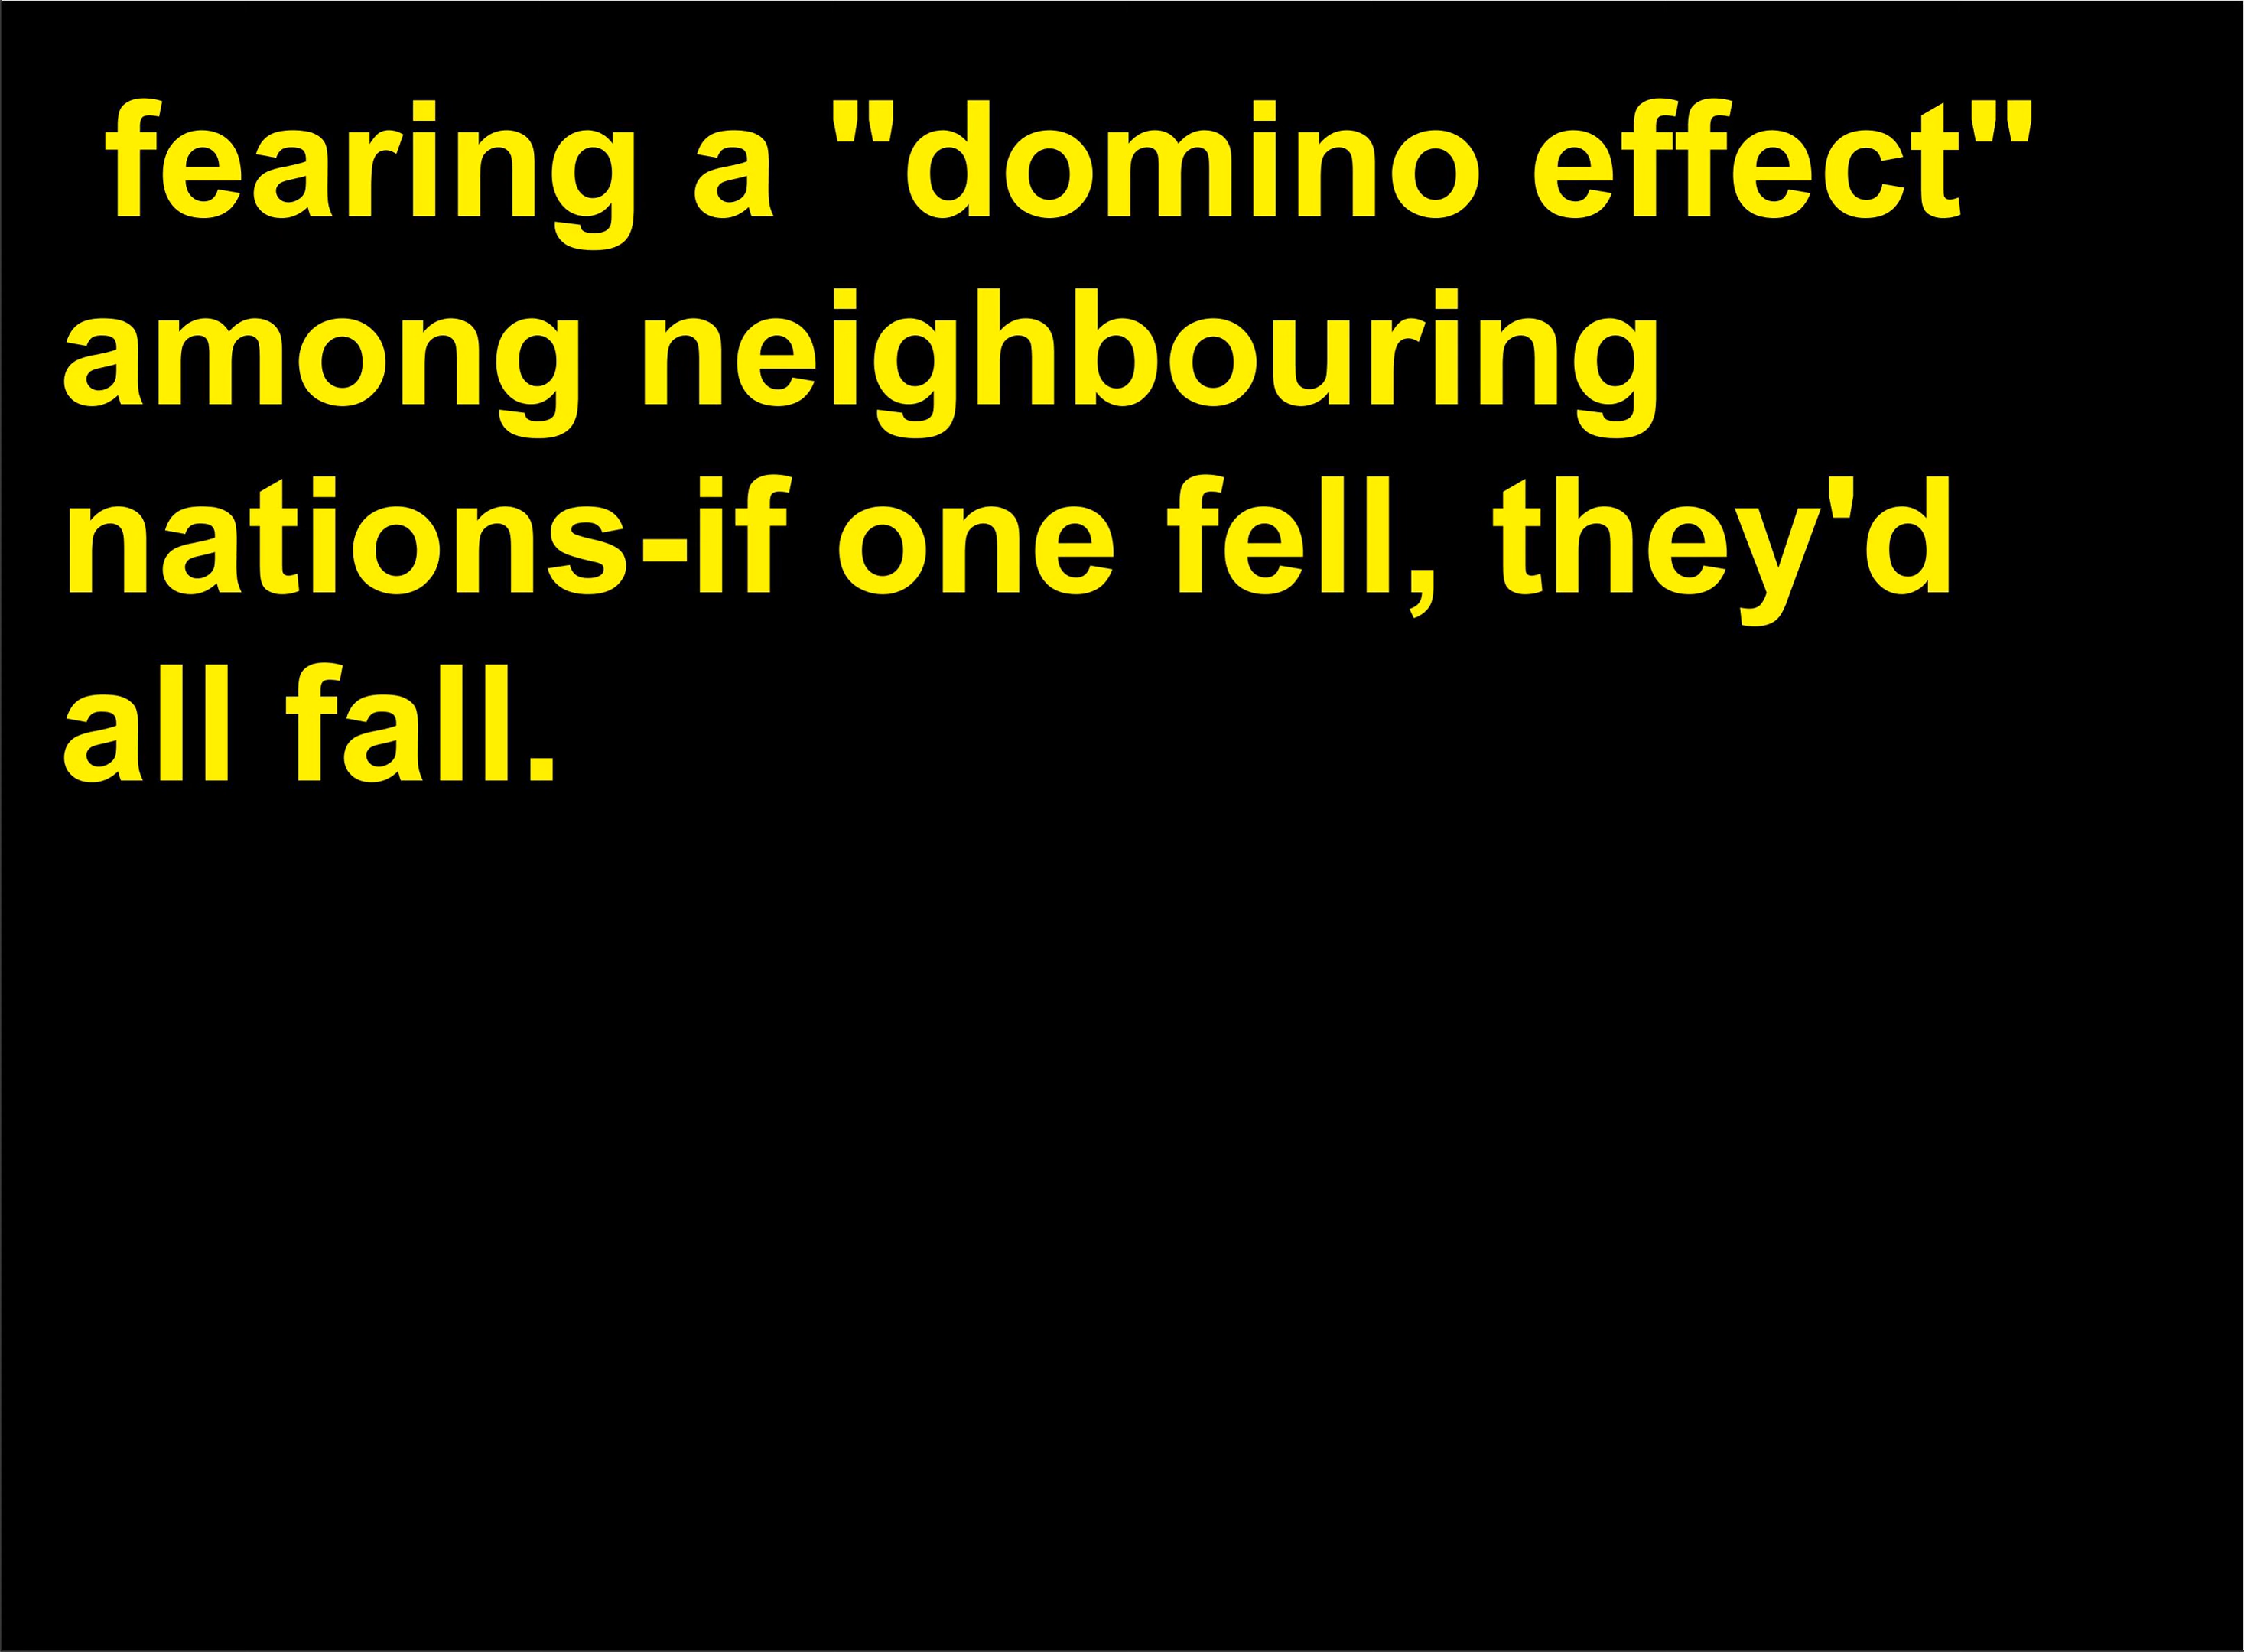 fearing a "domino effect"
among neighbouring
nations-if one fell, they'd
all fall.